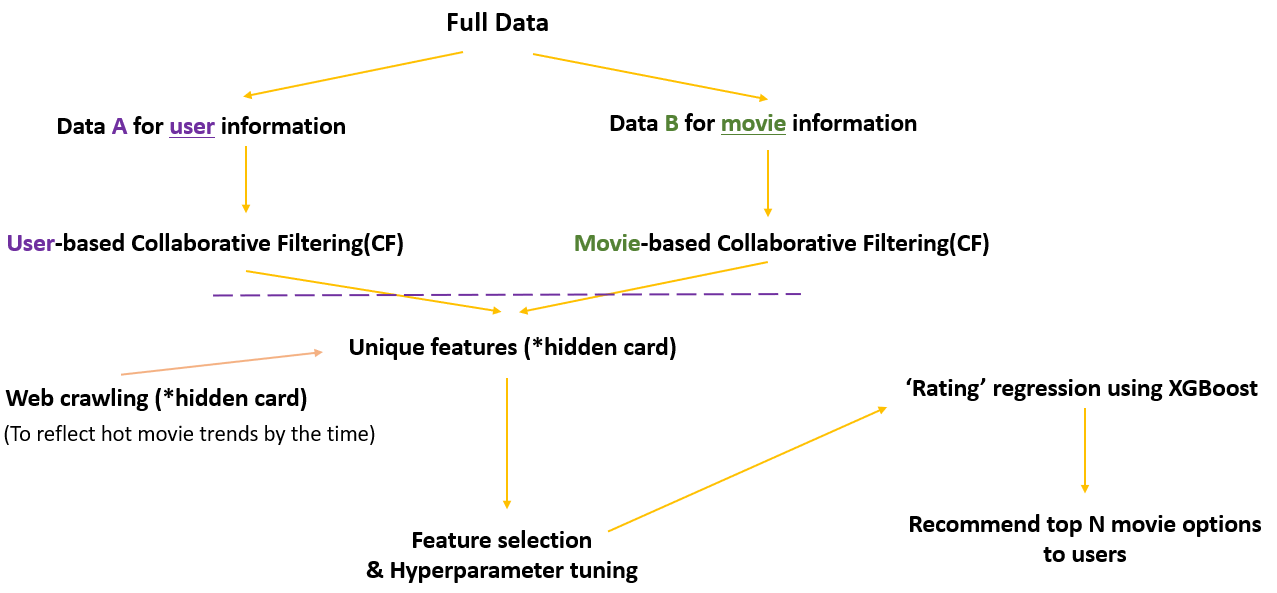 Full Data
Data A for user information
Data B for movie information
User-based Collaborative Filtering(CF)
Movie-based Collaborative Filtering(CF)
Unique features (*hidden card)
Web crawling (*hidden card)
(To reflect hot movie trends by the time)
‘Rating’ regression using XGBoost
Feature selection
& Hyperparameter tuning
Recommend top N movie options
to users